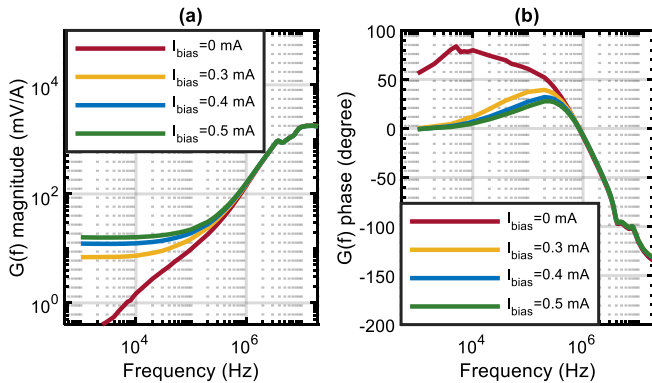 (a)
G(f) magnitude (mV/A)
10^4
10^2
10^0
I_bias=0 mA
I_bias=0.3 mA
I_bias=0.4 mA
I_bias=0.5 mA
10^4 10^6
Frequency (Hz)
(b)
G(f) phase (degree)
100
50
0
-50
-100
-150
-200
I_bias=0 mA
I_bias=0.3 mA
I_bias=0.4 mA
I_bias=0.5 mA
10^4 10^6
Frequency (Hz)